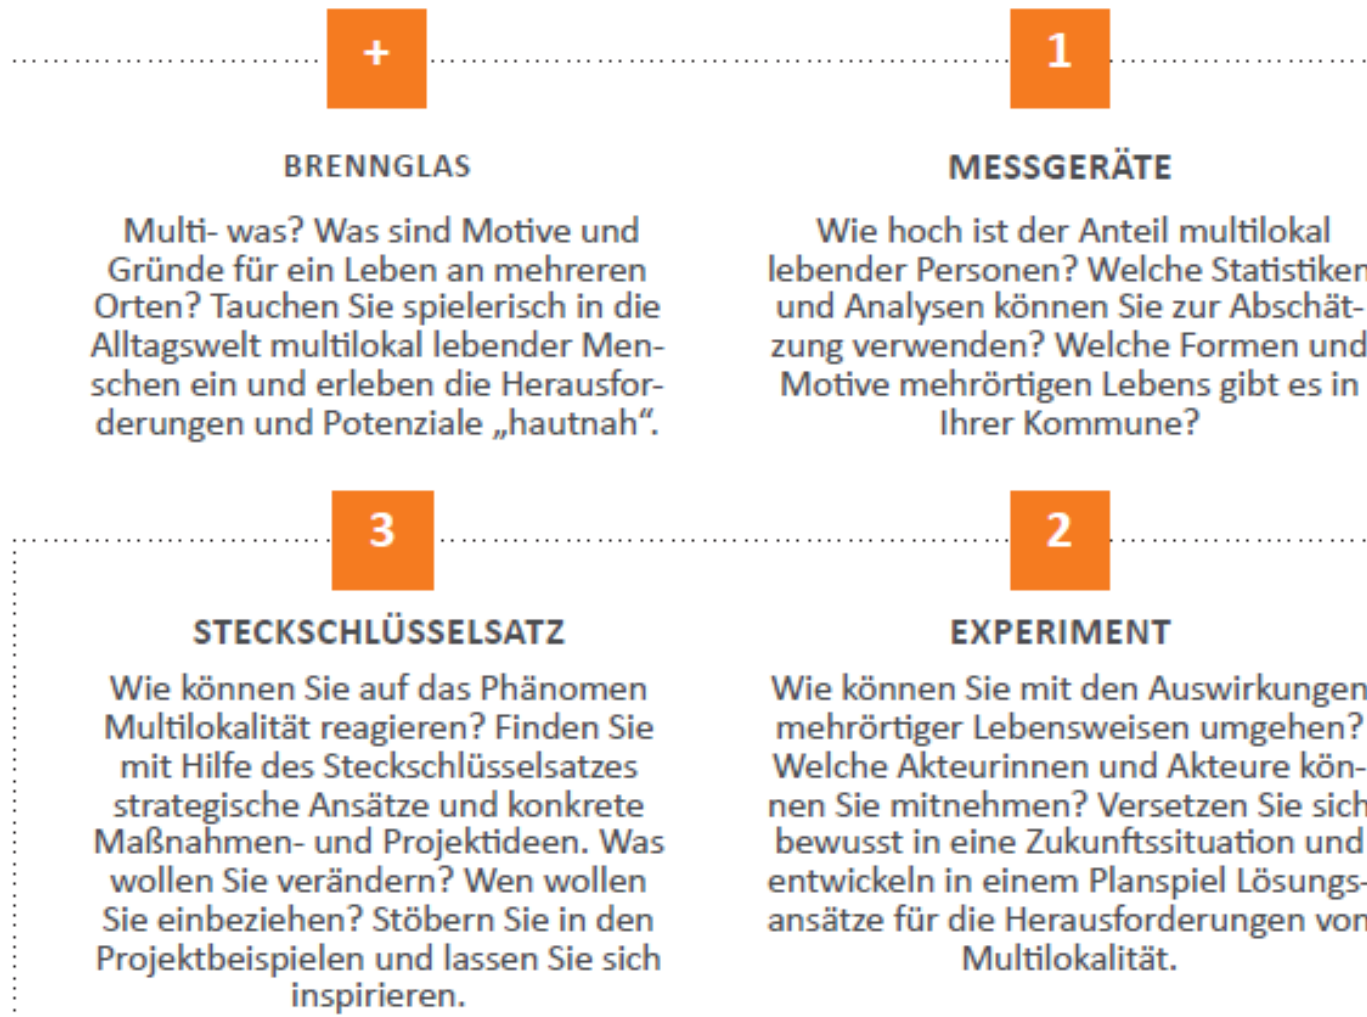 +
BRENNGLAS
Multi- was? Was sind Motive und
Gründe für ein Leben an mehreren
Orten? Tauchen Sie spielerisch in die
Alltagswelt multilokal lebender Men-
schen ein und erleben die Herausfor-
derungen und Potenziale „hautnah“.
1
MESSGERÄTE
Wie hoch ist der Anteil multilokal
lebender Personen? Welche Statistiken
und Analysen können Sie zur Abschät-
zung verwenden? Welche Formen und
Motive mehrörtigen Lebens gibt es in
Ihrer Kommune?
3
STECKSCHLÜSSELSATZ
Wie können Sie auf das Phänomen
Multilokalität reagieren? Finden Sie
mit Hilfe des Steckschlüsselsatzes
strategische Ansätze und konkrete
Maßnahmen- und Projektideen. Was
wollen Sie verändern? Wen wollen
Sie einbeziehen? Stöbern Sie in den
Projektbeispielen und lassen Sie sich
inspirieren.
2
EXPERIMENT
Wie können Sie mit den Auswirkungen
mehrörtiger Lebensweisen umgehen?
Welche Akteurinnen und Akteure kön-
nen Sie mitnehmen? Versetzen Sie sich
bewusst in eine Zukunftssituation und
entwickeln in einem Planspiel Lösungs-
ansätze für die Herausforderungen von
Multilokalität.